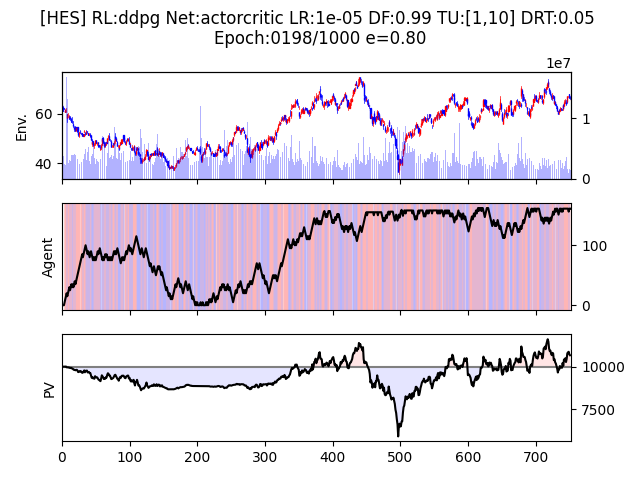 [HES] RL:ddpg Net:actorcritic LR:1e-05 DF:0.99 TU:[1,10] DRT:0.05
Epoch:0198/1000 e=0.80
1e7
Env.
60
40
1
0
Agent
100
0
PV
10000
7500
0 100 200 300 400 500 600 700